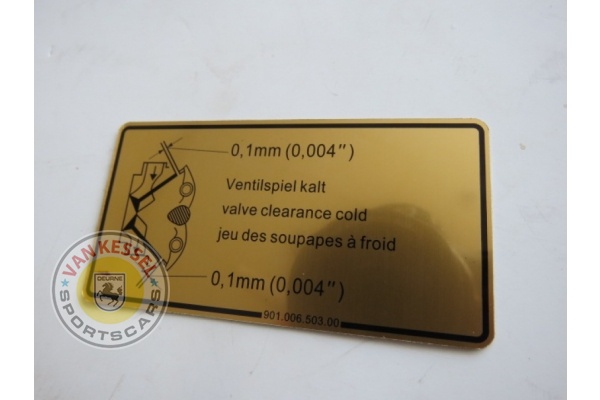 0,1mm (0,004")
Ventilspiel kalt
valve clearance cold
jeu des soupapes à froid
0,1mm (0,004")
901.006.503.00
VAN KESSEL
DEURNE
SPORTSCARS